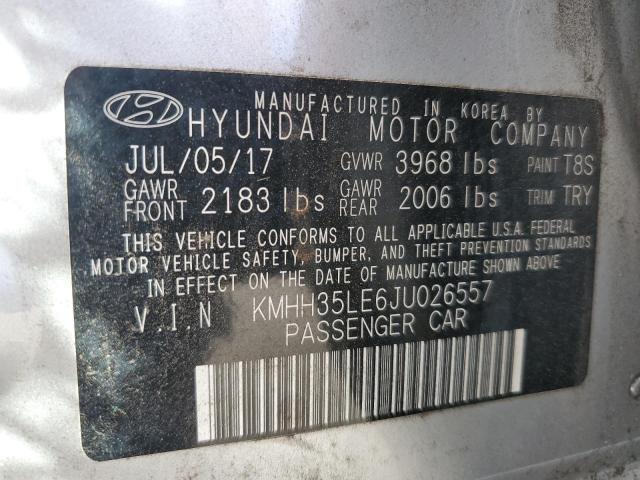 MANUFACTURED IN KOREA BY
HYUNDAI MOTOR COMPANY
JUL/05/17 GVWR 3968 lbs PAINT T8S
GAWR FRONT 2183 lbs GAWR REAR 2006 lbs TRIM TRY
THIS VEHICLE CONFORMS TO ALL APPLICABLE U.S.A. FEDERAL
MOTOR VEHICLE SAFETY, BUMPER, AND THEFT PREVENTION STANDARDS
IN EFFECT ON THE DATE OF MANUFACTURE SHOWN ABOVE.
V.I.N KMHH35LE6JU026557
PASSENGER CAR